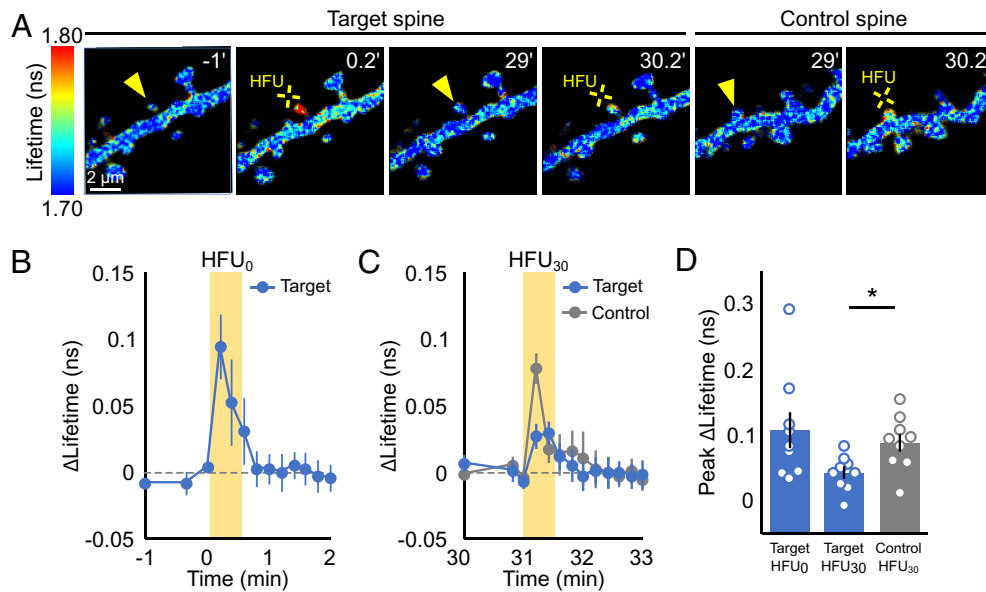 A
Target spine
Control spine
1.80
Lifetime (ns)
1.70
-1'
2 µm
0.2'
HFU
29'
30.2'
HFU
29'
30.2'
HFU
B
HFU0
Target
0.15
0.1
0.05
0
-0.05
ΔLifetime (ns)
-1
0
1
2
Time (min)
C
HFU30
Target
Control
0.15
0.1
0.05
0
-0.05
ΔLifetime (ns)
30
31
32
33
Time (min)
D
*
0.3
0.2
0.1
0
Peak ΔLifetime (ns)
Target
HFU0
Target
HFU30
Control
HFU30